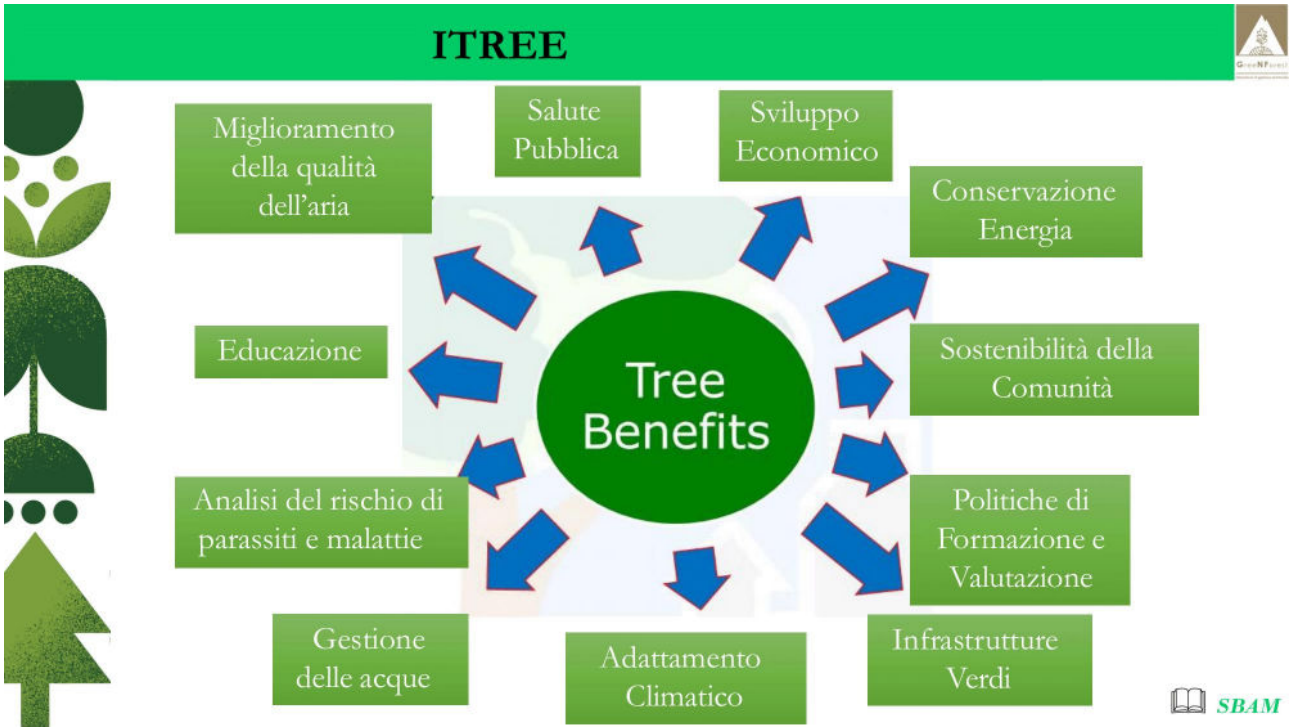 ITREE
GreeNForest
Miglioramento
della qualità
dell'aria
Salute
Pubblica
Sviluppo
Economico
Conservazione
Energia
Educazione
Tree
Benefits
Sostenibilità della
Comunità
Analisi del rischio di
parassiti e malattie
Politiche di
Formazione e
Valutazione
Gestione
delle acque
Adattamento
Climatico
Infrastrutture
Verdi
SBAM